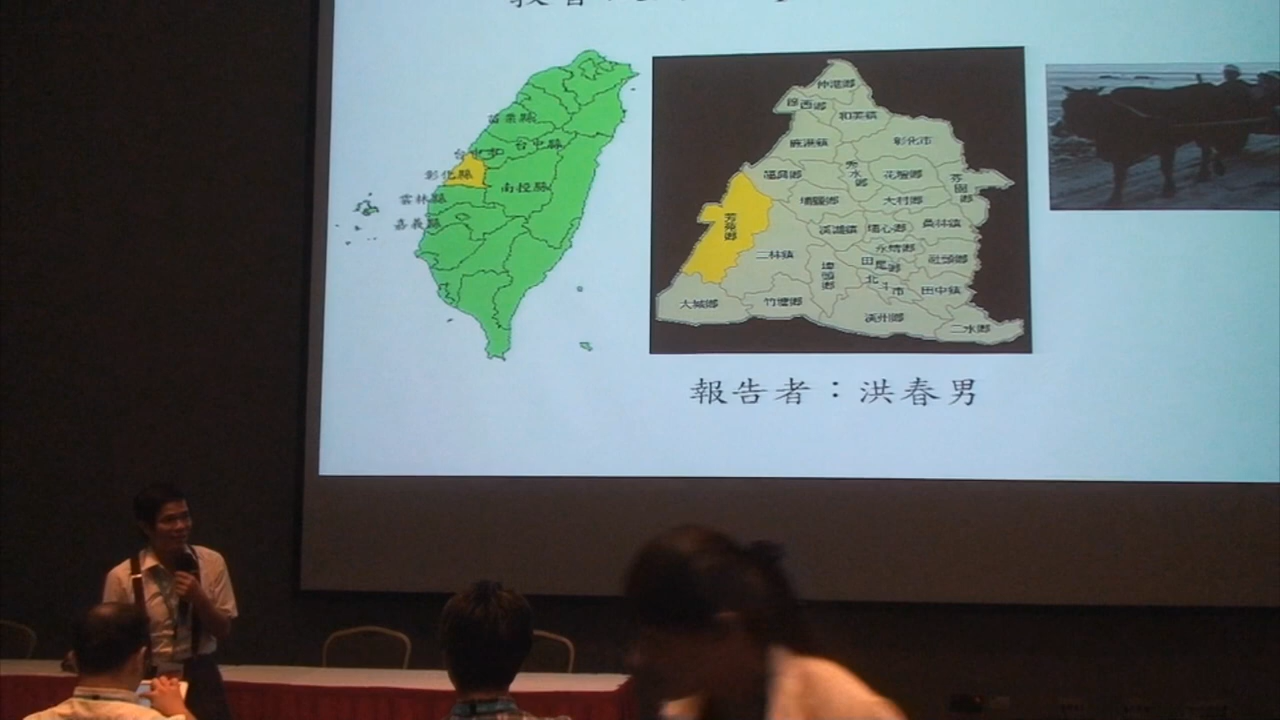 苗栗縣
台中市
台中縣
彰化縣
南投縣
雲林縣
嘉義縣
伸港鄉
線西鄉
和美鎮
鹿港鎮
彰化市
福興鄉
秀水鄉
花壇鄉
芬園鄉
芳苑鄉
埔鹽鄉
大村鄉
溪湖鎮
埔心鄉
員林鎮
永靖鄉
二林鎮
埤頭鄉
田尾鄉
社頭鄉
北斗市
田中鎮
大城鄉
竹塘鄉
溪州鄉
二水鄉
報告者：洪春男